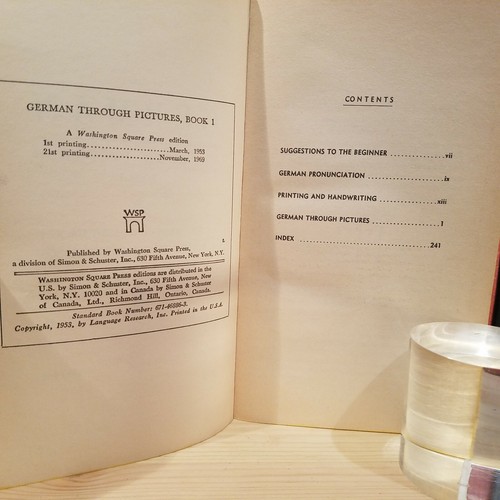 GERMAN THROUGH PICTURES, BOOK I
A Washington Square Press edition
1st printing....................March, 1953
21st printing.................November, 1969
WSP
2
Published by Washington Square Press,
a division of Simon & Schuster, Inc., 630 Fifth Avenue, New York, N.Y.
WASHINGTON SQUARE PRESS editions are distributed in the
U.S. by Simon & Schuster, Inc., 630 Fifth Avenue, New
York, N.Y. 10020 and in Canada by Simon & Schuster
of Canada, Ltd., Richmond Hill, Ontario, Canada.
Standard Book Number: 671-46886-3.
Copyright, 1953, by Language Research, Inc. Printed in the U.S.A.
CONTENTS
SUGGESTIONS TO THE BEGINNER ..............vii
GERMAN PRONUNCIATION ....................ix
PRINTING AND HANDWRITING ...............xiii
GERMAN THROUGH PICTURES .................1
INDEX ................................241